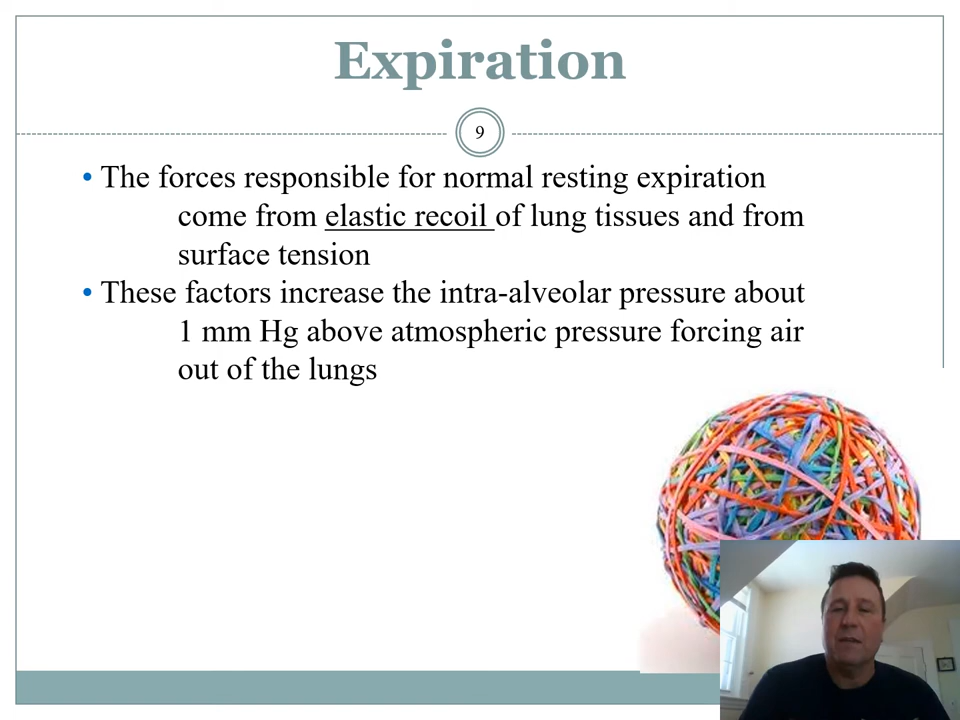 Expiration
9
• The forces responsible for normal resting expiration
come from elastic recoil of lung tissues and from
surface tension
• These factors increase the intra-alveolar pressure about
1 mm Hg above atmospheric pressure forcing air
out of the lungs